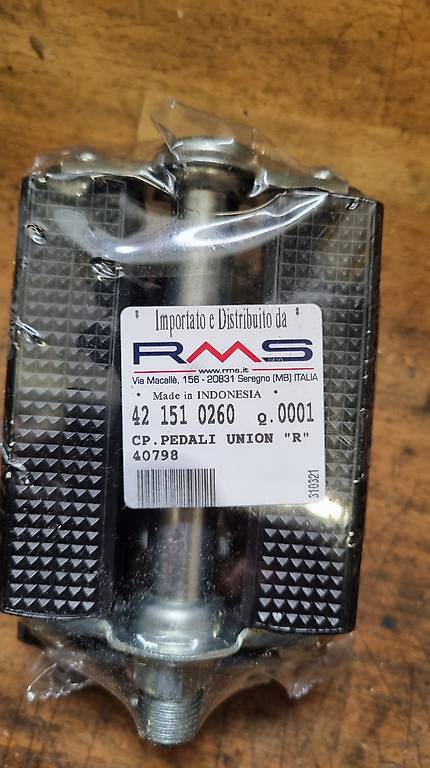 * Importato e Distribuito da *
RMS
www.rms.it
Via Macallè, 156 - 20831 Seregno (MB) ITALIA
* Made in INDONESIA *
42 151 0260 Q.0001
CP.PEDALI UNION "R"
40798
310321